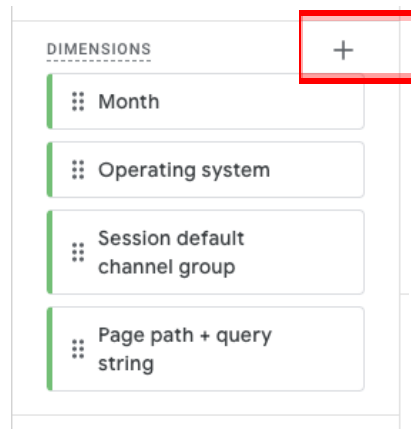 DIMENSIONS +
Month
Operating system
Session default
channel group
Page path + query
string